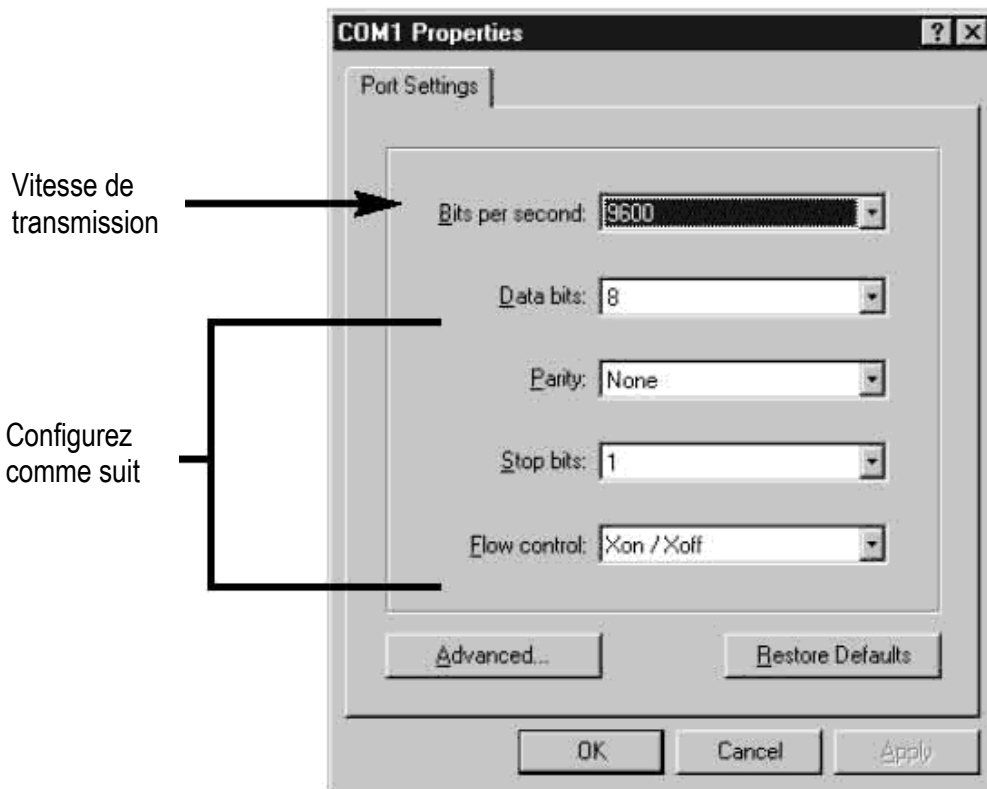 COM1 Properties
Port Settings
Vitesse de
transmission
Bits per second: 9600
Data bits: 8
Parity: None
Configurez
comme suit
Stop bits: 1
Flow control: Xon / Xoff
Advanced... Restore Defaults
OK Cancel Apply